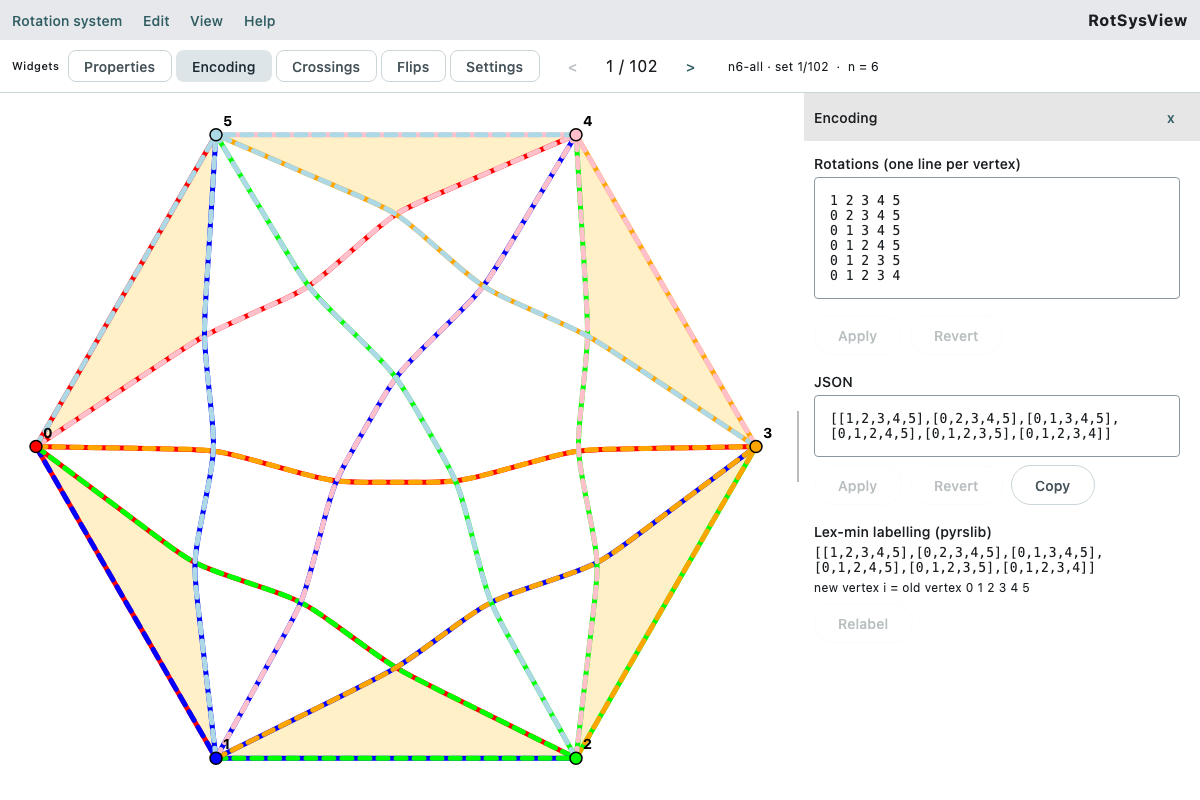 Rotation system Edit View Help RotSysView
Widgets Properties Encoding Crossings Flips Settings < 1 / 102 > n6-all · set 1/102 · n = 6
Encoding x
Rotations (one line per vertex)
1 2 3 4 5
0 2 3 4 5
0 1 3 4 5
0 1 2 4 5
0 1 2 3 5
0 1 2 3 4
Apply Revert
JSON
[[1,2,3,4,5],[0,2,3,4,5],[0,1,3,4,5],
[0,1,2,4,5],[0,1,2,3,5],[0,1,2,3,4]]
Apply Revert Copy
Lex-min labelling (pyrslib)
[[1,2,3,4,5],[0,2,3,4,5],[0,1,3,4,5],
[0,1,2,4,5],[0,1,2,3,5],[0,1,2,3,4]]
new vertex i = old vertex 0 1 2 3 4 5
Relabel
5 4
0 3
1 2